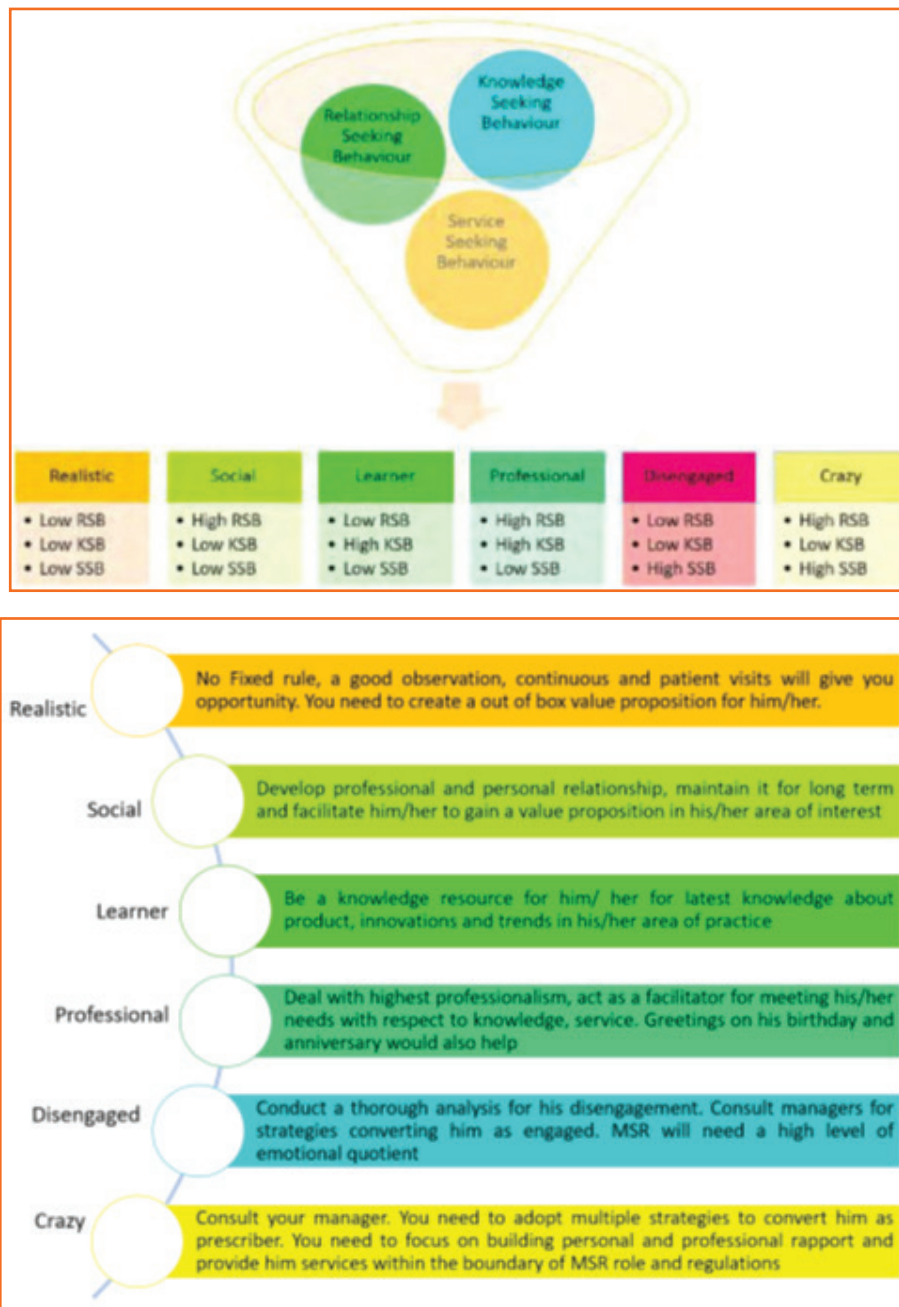 Relationship
Seeking
Behaviour
Knowledge
Seeking
Behaviour
Service
Seeking
Behaviour
Realistic
• Low RSB
• Low KSB
• Low SSB
Social
• High RSB
• Low KSB
• Low SSB
Learner
• Low RSB
• High KSB
• Low SSB
Professional
• High RSB
• High KSB
• Low SSB
Disengaged
• Low RSB
• Low KSB
• High SSB
Crazy
• High RSB
• Low KSB
• High SSB
Realistic
No Fixed rule, a good observation, continuous and patient visits will give you
opportunity. You need to create a out of box value proposition for him/her.
Social
Develop professional and personal relationship, maintain it for long term
and facilitate him/her to gain a value proposition in his/her area of interest
Learner
Be a knowledge resource for him/ her for latest knowledge about
product, innovations and trends in his/her area of practice
Professional
Deal with highest professionalism, act as a facilitator for meeting his/her
needs with respect to knowledge, service. Greetings on his birthday and
anniversary would also help
Disengaged
Conduct a thorough analysis for his disengagement. Consult managers for
strategies converting him as engaged. MSR will need a high level of
emotional quotient
Crazy
Consult your manager. You need to adopt multiple strategies to convert him as
prescriber. You need to focus on building personal and professional rapport and
provide him services within the boundary of MSR role and regulations